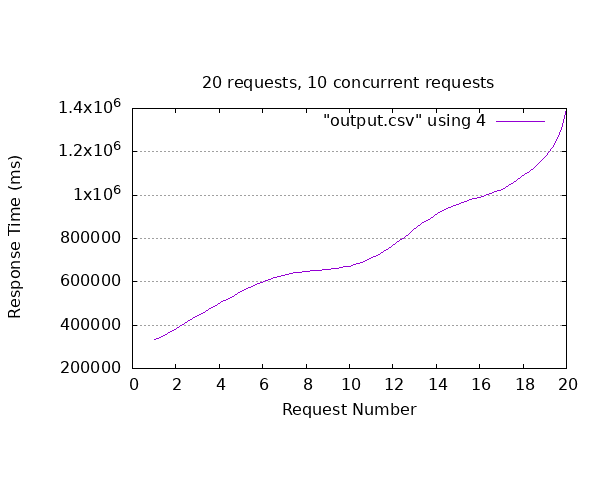 20 requests, 10 concurrent requests
1.4x10⁶
"output.csv" using 4
1.2x10⁶
1x10⁶
800000
600000
400000
200000
Response Time (ms)
0 2 4 6 8 10 12 14 16 18 20
Request Number